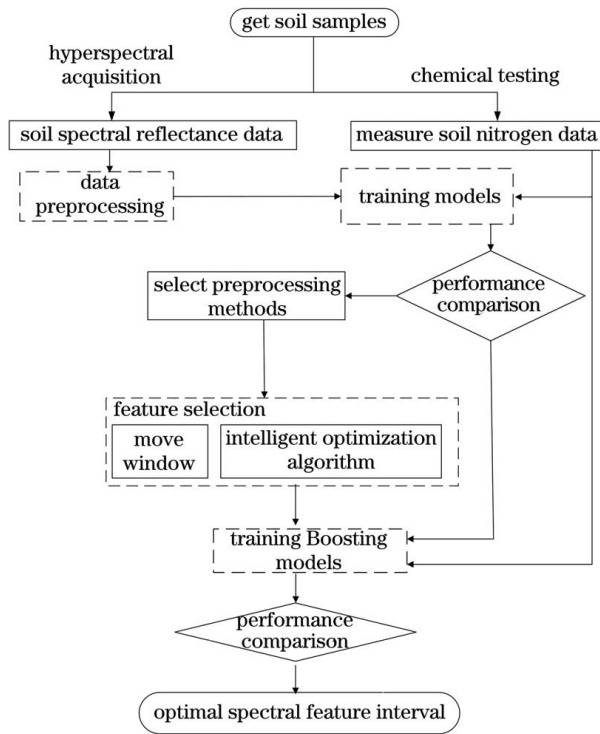 get soil samples
hyperspectral
acquisition
chemical testing
soil spectral reflectance data
measure soil nitrogen data
data
preprocessing
training models
select preprocessing
methods
performance
comparison
feature selection
move
window
intelligent optimization
algorithm
training Boosting
models
performance
comparison
optimal spectral feature interval